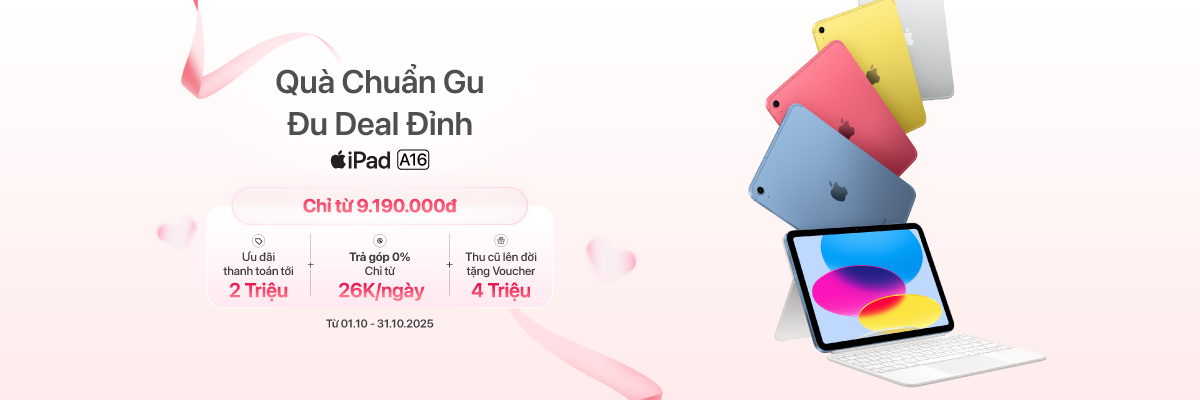 Quà Chuẩn Gu
Đu Deal Đỉnh
iPad A16
Chỉ từ 9.190.000đ
Ưu đãi
thanh toán tới
2 Triệu
+
Trả góp 0%
Chỉ từ
26K/ngày
+
Thu cũ lên đời
tặng Voucher
4 Triệu
Từ 01.10 - 31.10.2025